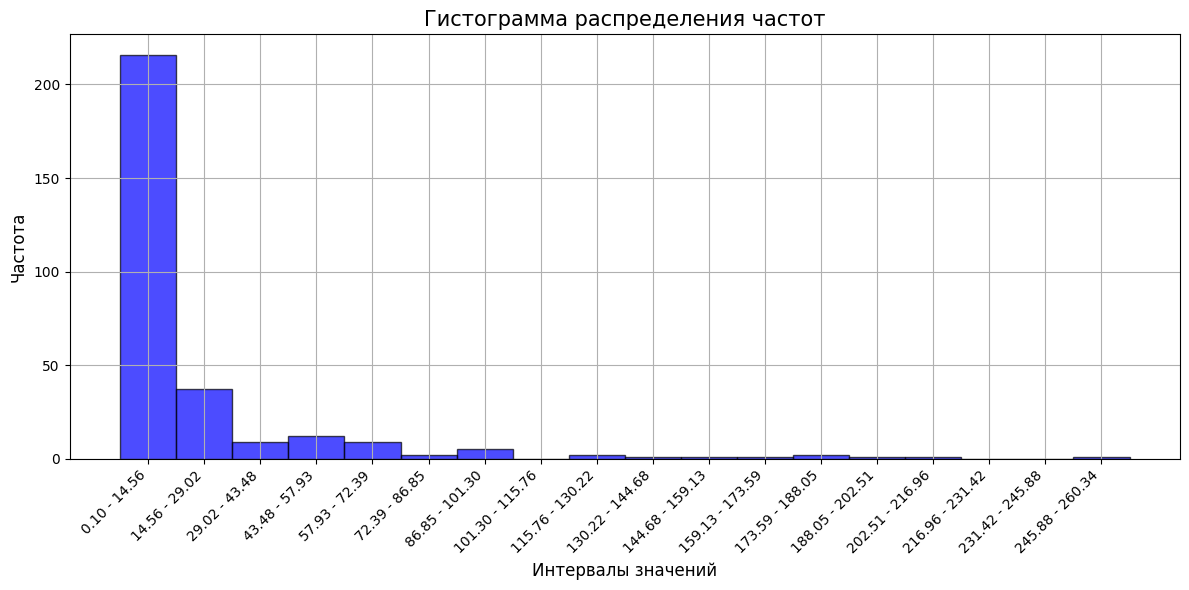 Гистограмма распределения частот
Частота
200
150
100
50
0
0.10 - 14.56
14.56 - 29.02
29.02 - 43.48
43.48 - 57.93
57.93 - 72.39
72.39 - 86.85
86.85 - 101.30
101.30 - 115.76
115.76 - 130.22
130.22 - 144.68
144.68 - 159.13
159.13 - 173.59
173.59 - 188.05
188.05 - 202.51
202.51 - 216.96
216.96 - 231.42
231.42 - 245.88
245.88 - 260.34
Интервалы значений